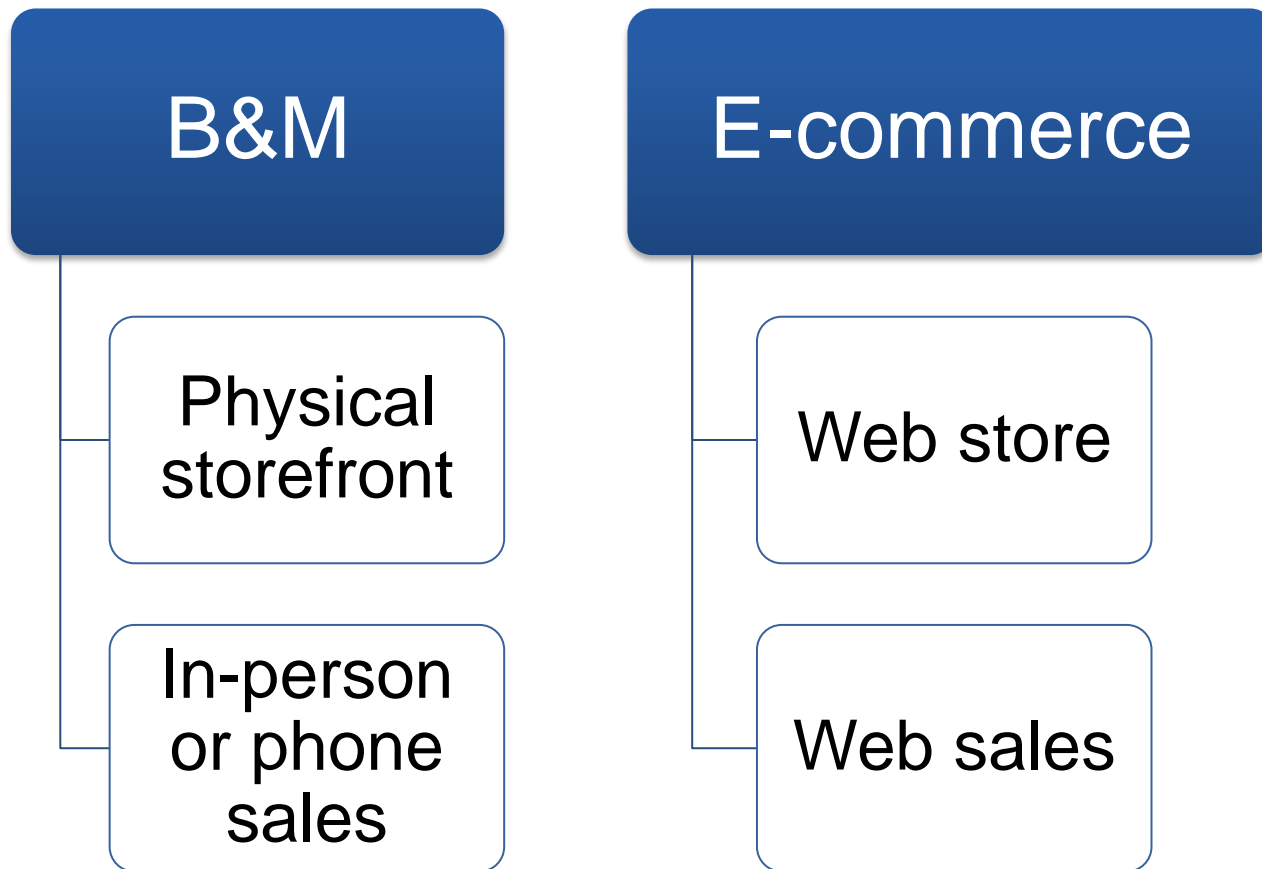 B&M
Physical
storefront
In-person
or phone
sales
E-commerce
Web store
Web sales